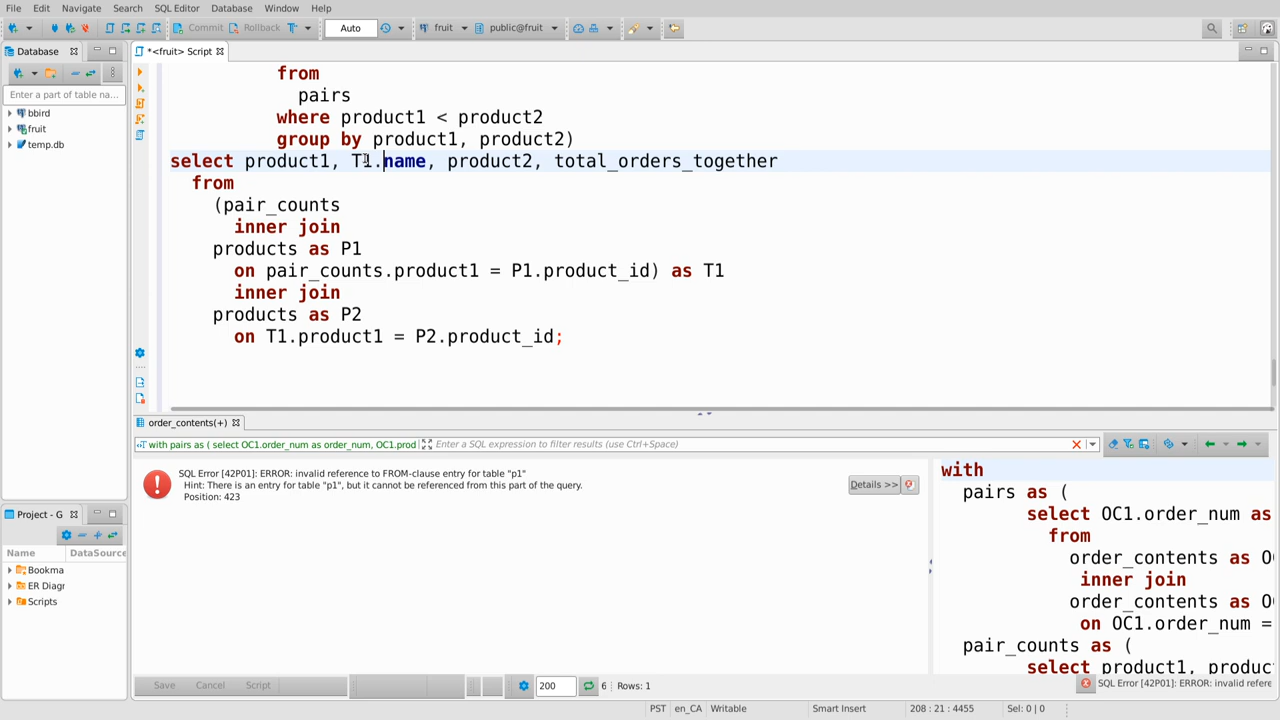 File Edit Navigate Search SQL Editor Database Window Help
Commit Rollback Auto fruit public@fruit
Database *<fruit> Script
Enter a part of table na...
bbird
fruit
temp.db
from
pairs
where product1 < product2
group by product1, product2)
select product1, T1.name, product2, total_orders_together
from
(pair_counts
inner join
products as P1
on pair_counts.product1 = P1.product_id) as T1
inner join
products as P2
on T1.product1 = P2.product_id;
order_contents(+)
with pairs as ( select OC1.order_num as order_num, OC1.prod Enter a SQL expression to filter results (use Ctrl+Space)
SQL Error [42P01]: ERROR: invalid reference to FROM-clause entry for table "p1"
Hint: There is an entry for table "p1", but it cannot be referenced from this part of the query.
Position: 423
Details >>
with
pairs as (
select OC1.order_num as
from
order_contents as O
inner join
order_contents as O
on OC1.order_num =
pair_counts as (
select product1, produc
Project - G
Name DataSource
Bookma
ER Diagr
Scripts
Save Cancel Script 200 6 Rows: 1
SQL Error [42P01]: ERROR: invalid refere
PST en_CA Writable Smart Insert 208 : 21 : 4455 Sel: 0 | 0